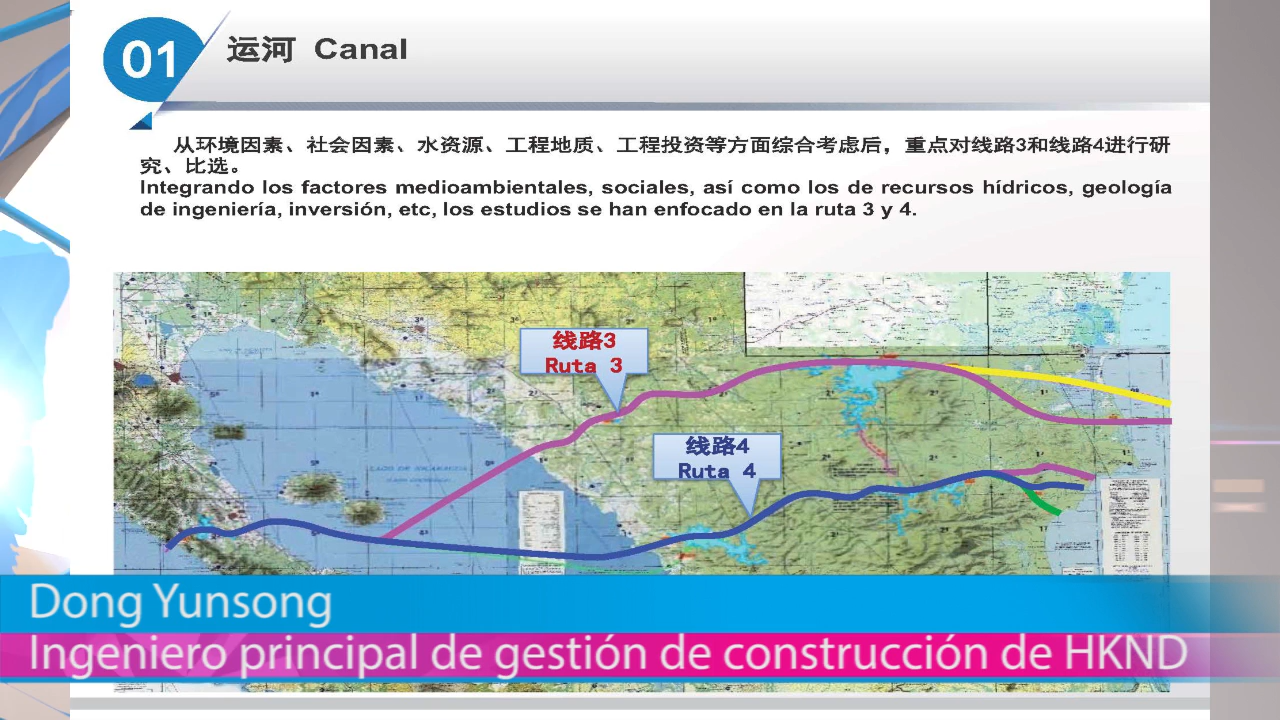 01
运河 Canal
从环境因素、社会因素、水资源、工程地质、工程投资等方面综合考虑后，重点对线路3和线路4进行研
究、比选。
Integrando los factores medioambientales, sociales, así como los de recursos hídricos, geología
de ingeniería, inversión, etc, los estudios se han enfocado en la ruta 3 y 4.
线路3
Ruta 3
线路4
Ruta 4
LAGO DE NICARAGUA
Dong Yunsong
Ingeniero principal de gestión de construcción de HKND